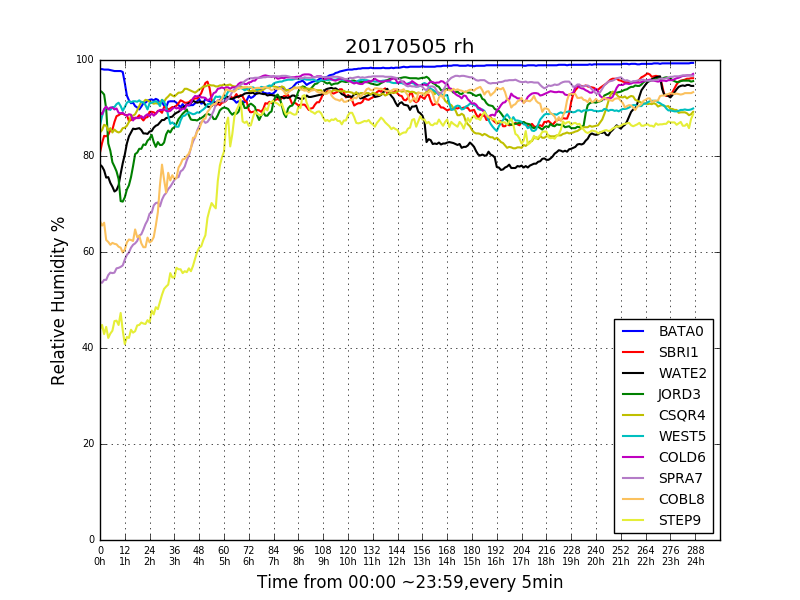 20170505 rh
Relative Humidity %
100
80
60
40
20
0
BATA0
SBRI1
WATE2
JORD3
CSQR4
WEST5
COLD6
SPRA7
COBL8
STEP9
0 12 24 36 48 60 72 84 96 108 120 132 144 156 168 180 192 204 216 228 240 252 264 276 288
0h 1h 2h 3h 4h 5h 6h 7h 8h 9h 10h 11h 12h 13h 14h 15h 16h 17h 18h 19h 20h 21h 22h 23h 24h
Time from 00:00 ~23:59,every 5min